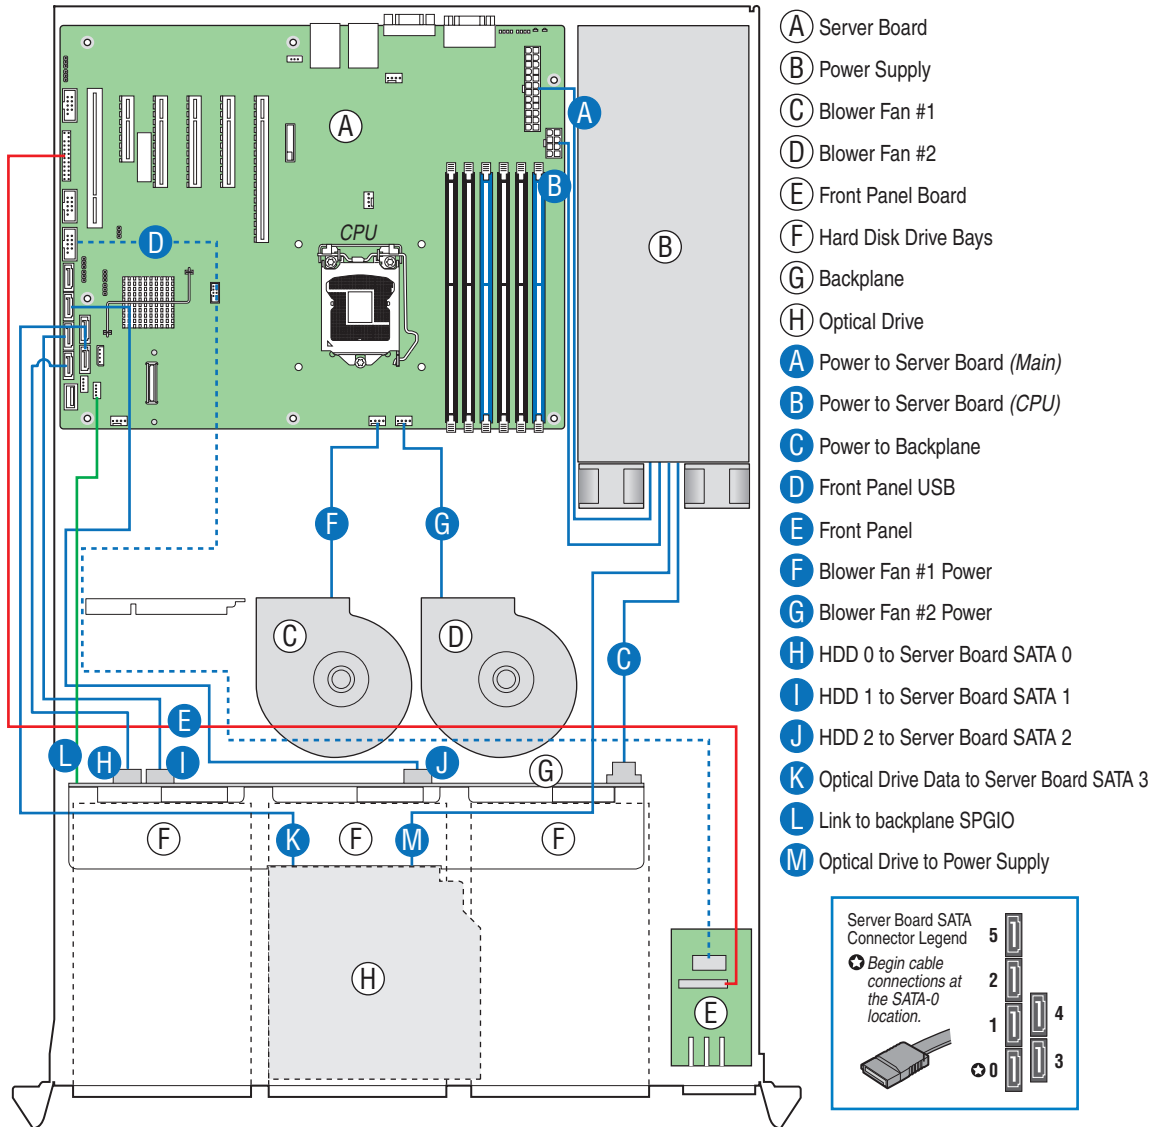 A Server Board
B Power Supply
C Blower Fan #1
D Blower Fan #2
E Front Panel Board
F Hard Disk Drive Bays
G Backplane
H Optical Drive
A Power to Server Board (Main)
B Power to Server Board (CPU)
C Power to Backplane
D Front Panel USB
E Front Panel
F Blower Fan #1 Power
G Blower Fan #2 Power
H HDD 0 to Server Board SATA 0
I HDD 1 to Server Board SATA 1
J HDD 2 to Server Board SATA 2
K Optical Drive Data to Server Board SATA 3
L Link to backplane SPGIO
M Optical Drive to Power Supply
A
A
B
D
CPU
B
F
G
C
D
C
E
L
H
I
J
G
F
K
F
M
F
H
E
Server Board SATA
Connector Legend
Begin cable
connections at
the SATA-0
location.
5
2
1
4
0
3